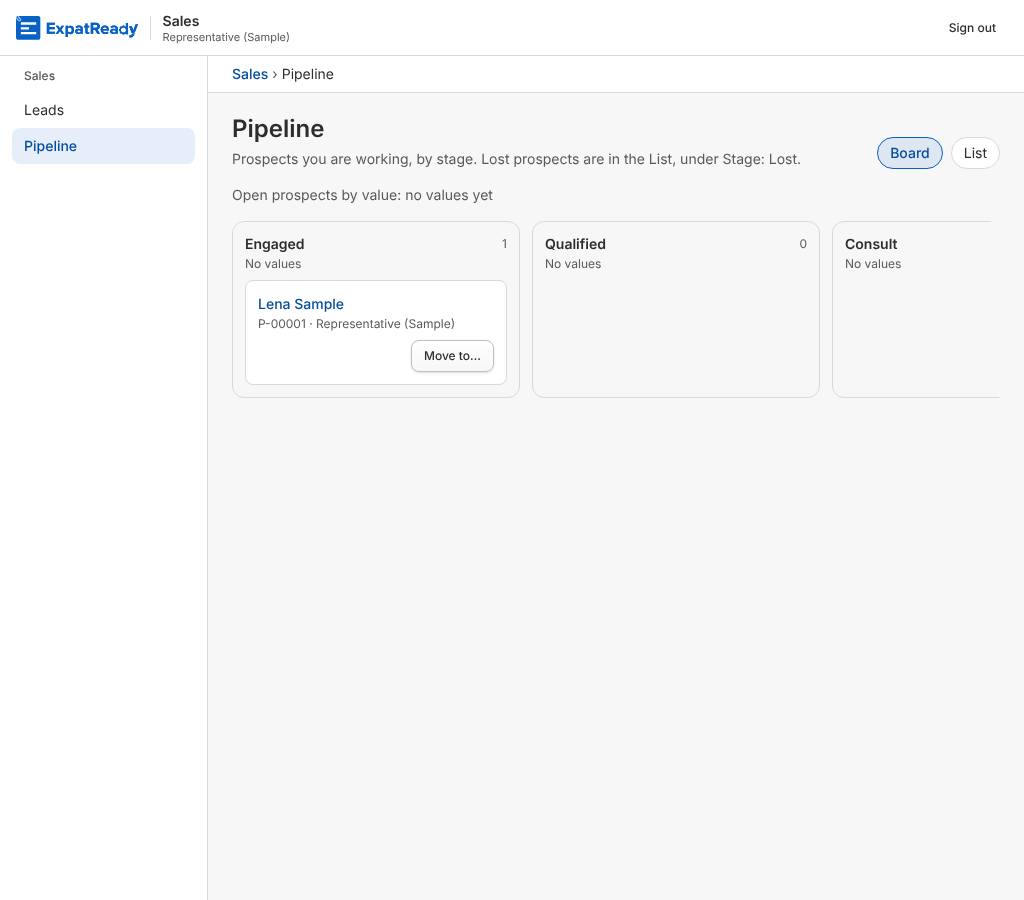 ExpatReady
Sales
Representative (Sample)
Sign out
Sales
Leads
Pipeline
Sales › Pipeline
Pipeline
Prospects you are working, by stage. Lost prospects are in the List, under Stage: Lost.
Board
List
Open prospects by value: no values yet
Engaged 1
No values
Lena Sample
P-00001 · Representative (Sample)
Move to...
Qualified 0
No values
Consult
No values